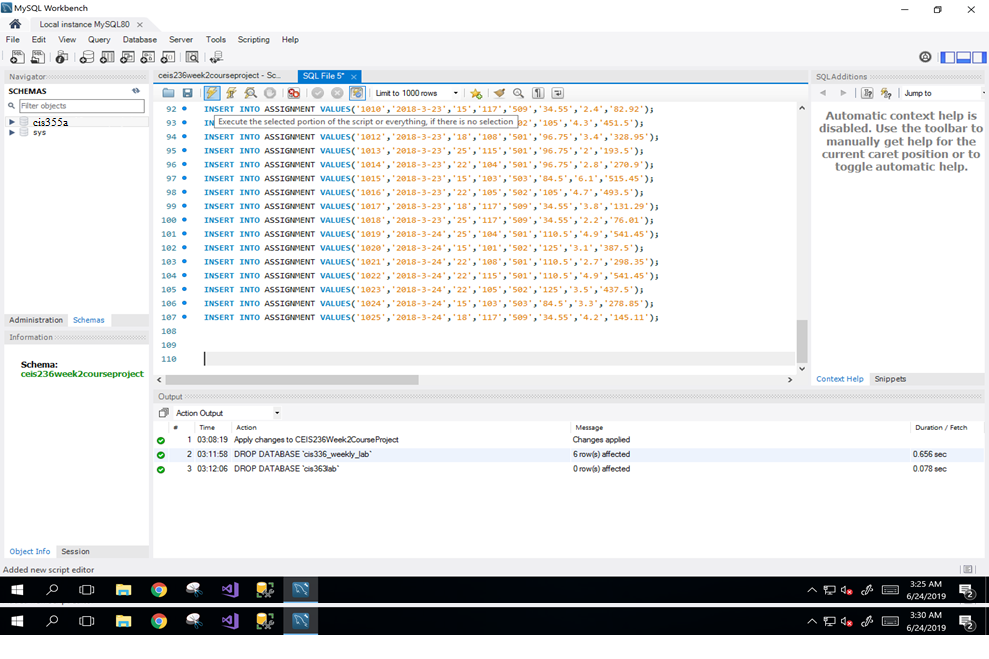 MySQL Workbench
Local instance MySQL80
File Edit View Query Database Server Tools Scripting Help
Navigator
SCHEMAS
Filter objects
cis355a
sys
Administration Schemas
Information
Schema:
ceis236week2courseproject
Object Info Session
Added new script editor
ceis236week2courseproject - Sc...
SQL File 5*
Limit to 1000 rows
92 INSERT INTO ASSIGNMENT VALUES('1010','2018-3-23','15','117','509','34.55','2.4','82.92');
93 IN
Execute the selected portion of the script or everything, if there is no selection
02','105','4.3','451.5');
94 INSERT INTO ASSIGNMENT VALUES('1012','2018-3-23','18','108','501','96.75','3.4','328.95');
95 INSERT INTO ASSIGNMENT VALUES('1013','2018-3-23','25','115','501','96.75','2','193.5');
96 INSERT INTO ASSIGNMENT VALUES('1014','2018-3-23','22','104','501','96.75','2.8','270.9');
97 INSERT INTO ASSIGNMENT VALUES('1015','2018-3-23','15','103','503','84.5','6.1','515.45');
98 INSERT INTO ASSIGNMENT VALUES('1016','2018-3-23','22','105','502','105','4.7','493.5');
99 INSERT INTO ASSIGNMENT VALUES('1017','2018-3-23','18','117','509','34.55','3.8','131.29');
100 INSERT INTO ASSIGNMENT VALUES('1018','2018-3-23','25','117','509','34.55','2.2','76.01');
101 INSERT INTO ASSIGNMENT VALUES('1019','2018-3-24','25','104','501','110.5','4.9','541.45');
102 INSERT INTO ASSIGNMENT VALUES('1020','2018-3-24','15','101','502','125','3.1','387.5');
103 INSERT INTO ASSIGNMENT VALUES('1021','2018-3-24','22','108','501','110.5','2.7','298.35');
104 INSERT INTO ASSIGNMENT VALUES('1022','2018-3-24','22','115','501','110.5','4.9','541.45');
105 INSERT INTO ASSIGNMENT VALUES('1023','2018-3-24','22','105','502','125','3.5','437.5');
106 INSERT INTO ASSIGNMENT VALUES('1024','2018-3-24','15','103','503','84.5','3.3','278.85');
107 INSERT INTO ASSIGNMENT VALUES('1025','2018-3-24','18','117','509','34.55','4.2','145.11');
108
109
110
SQLAdditions
Jump to
Automatic context help is
disabled. Use the toolbar to
manually get help for the
current caret position or to
toggle automatic help.
Context Help Snippets
Output
Action Output
# Time Action Message Duration / Fetch
1 03:08:19 Apply changes to CEIS236Week2CourseProject Changes applied
2 03:11:58 DROP DATABASE `cis336_weekly_lab` 6 row(s) affected 0.656 sec
3 03:12:06 DROP DATABASE `cis363lab` 0 row(s) affected 0.078 sec
3:25 AM
6/24/2019
2
3:30 AM
6/24/2019
2